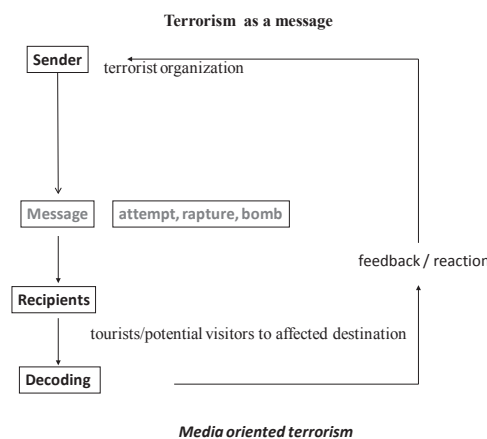 Terrorism as a message
Sender
terrorist organization
Message
attempt, rapture, bomb
feedback / reaction
Recipients
tourists/potential visitors to affected destination
Decoding
Media oriented terrorism